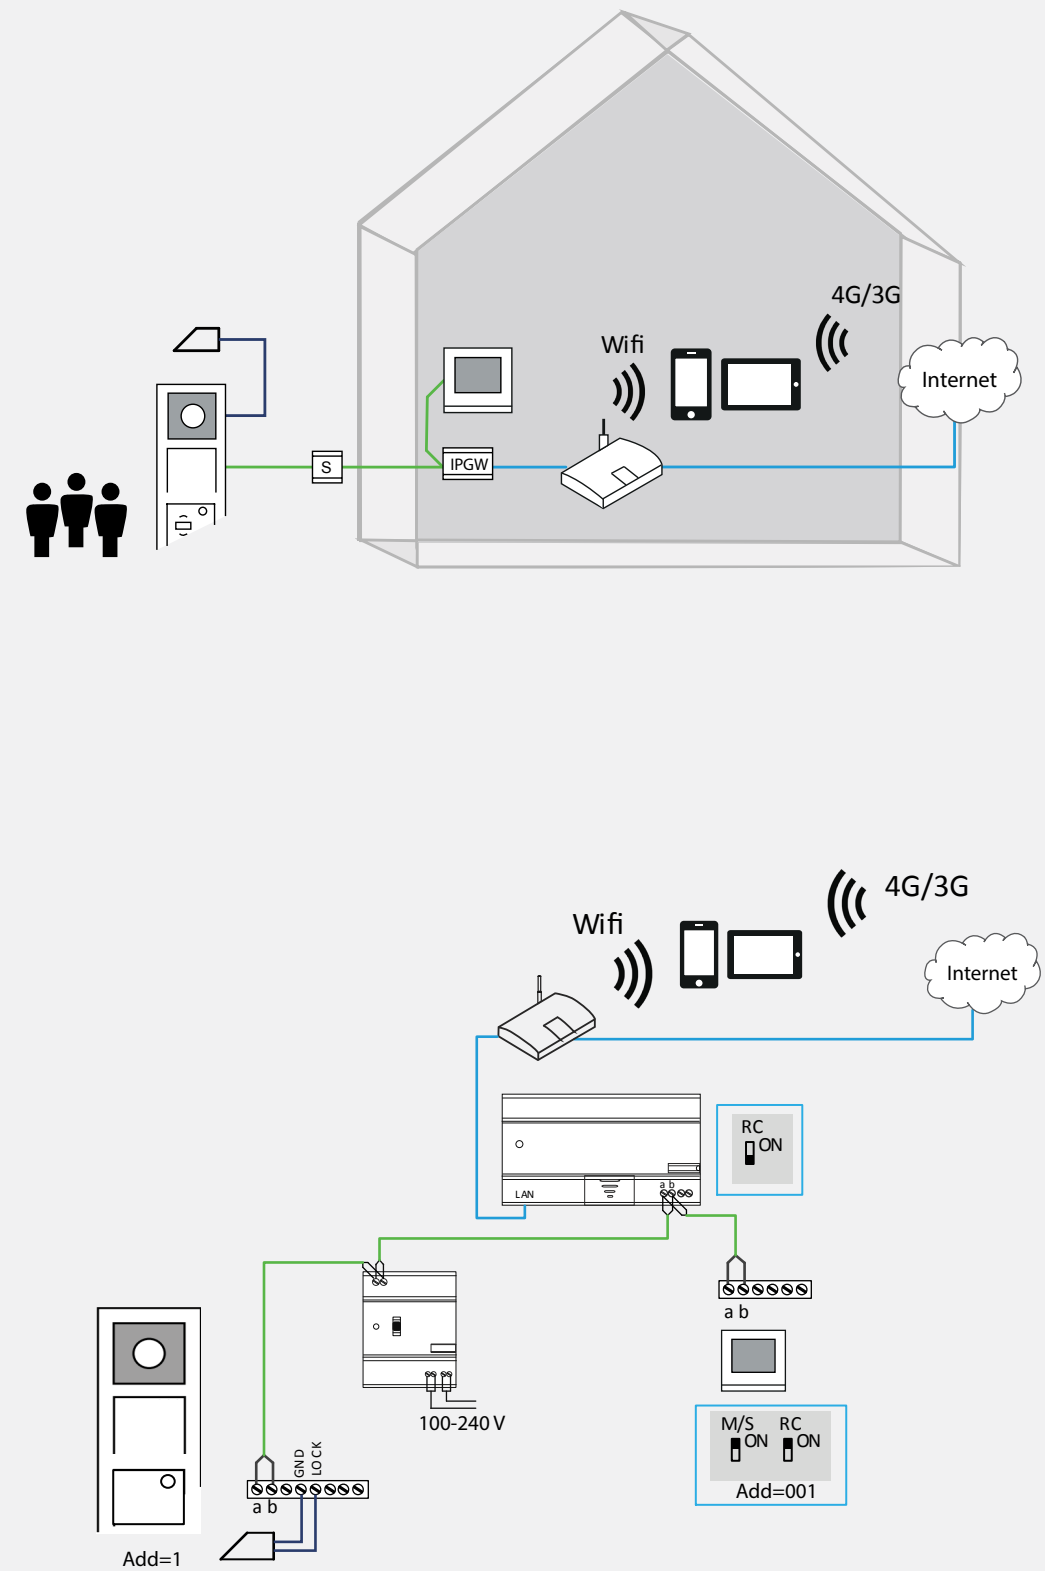 4G/3G
Wifi
Internet
S
IPGW
4G/3G
Wifi
Internet
RC
ON
a b
LAN
a b
100-240 V
M/S RC
ON ON
Add=001
GND
LOCK
a b
Add=1